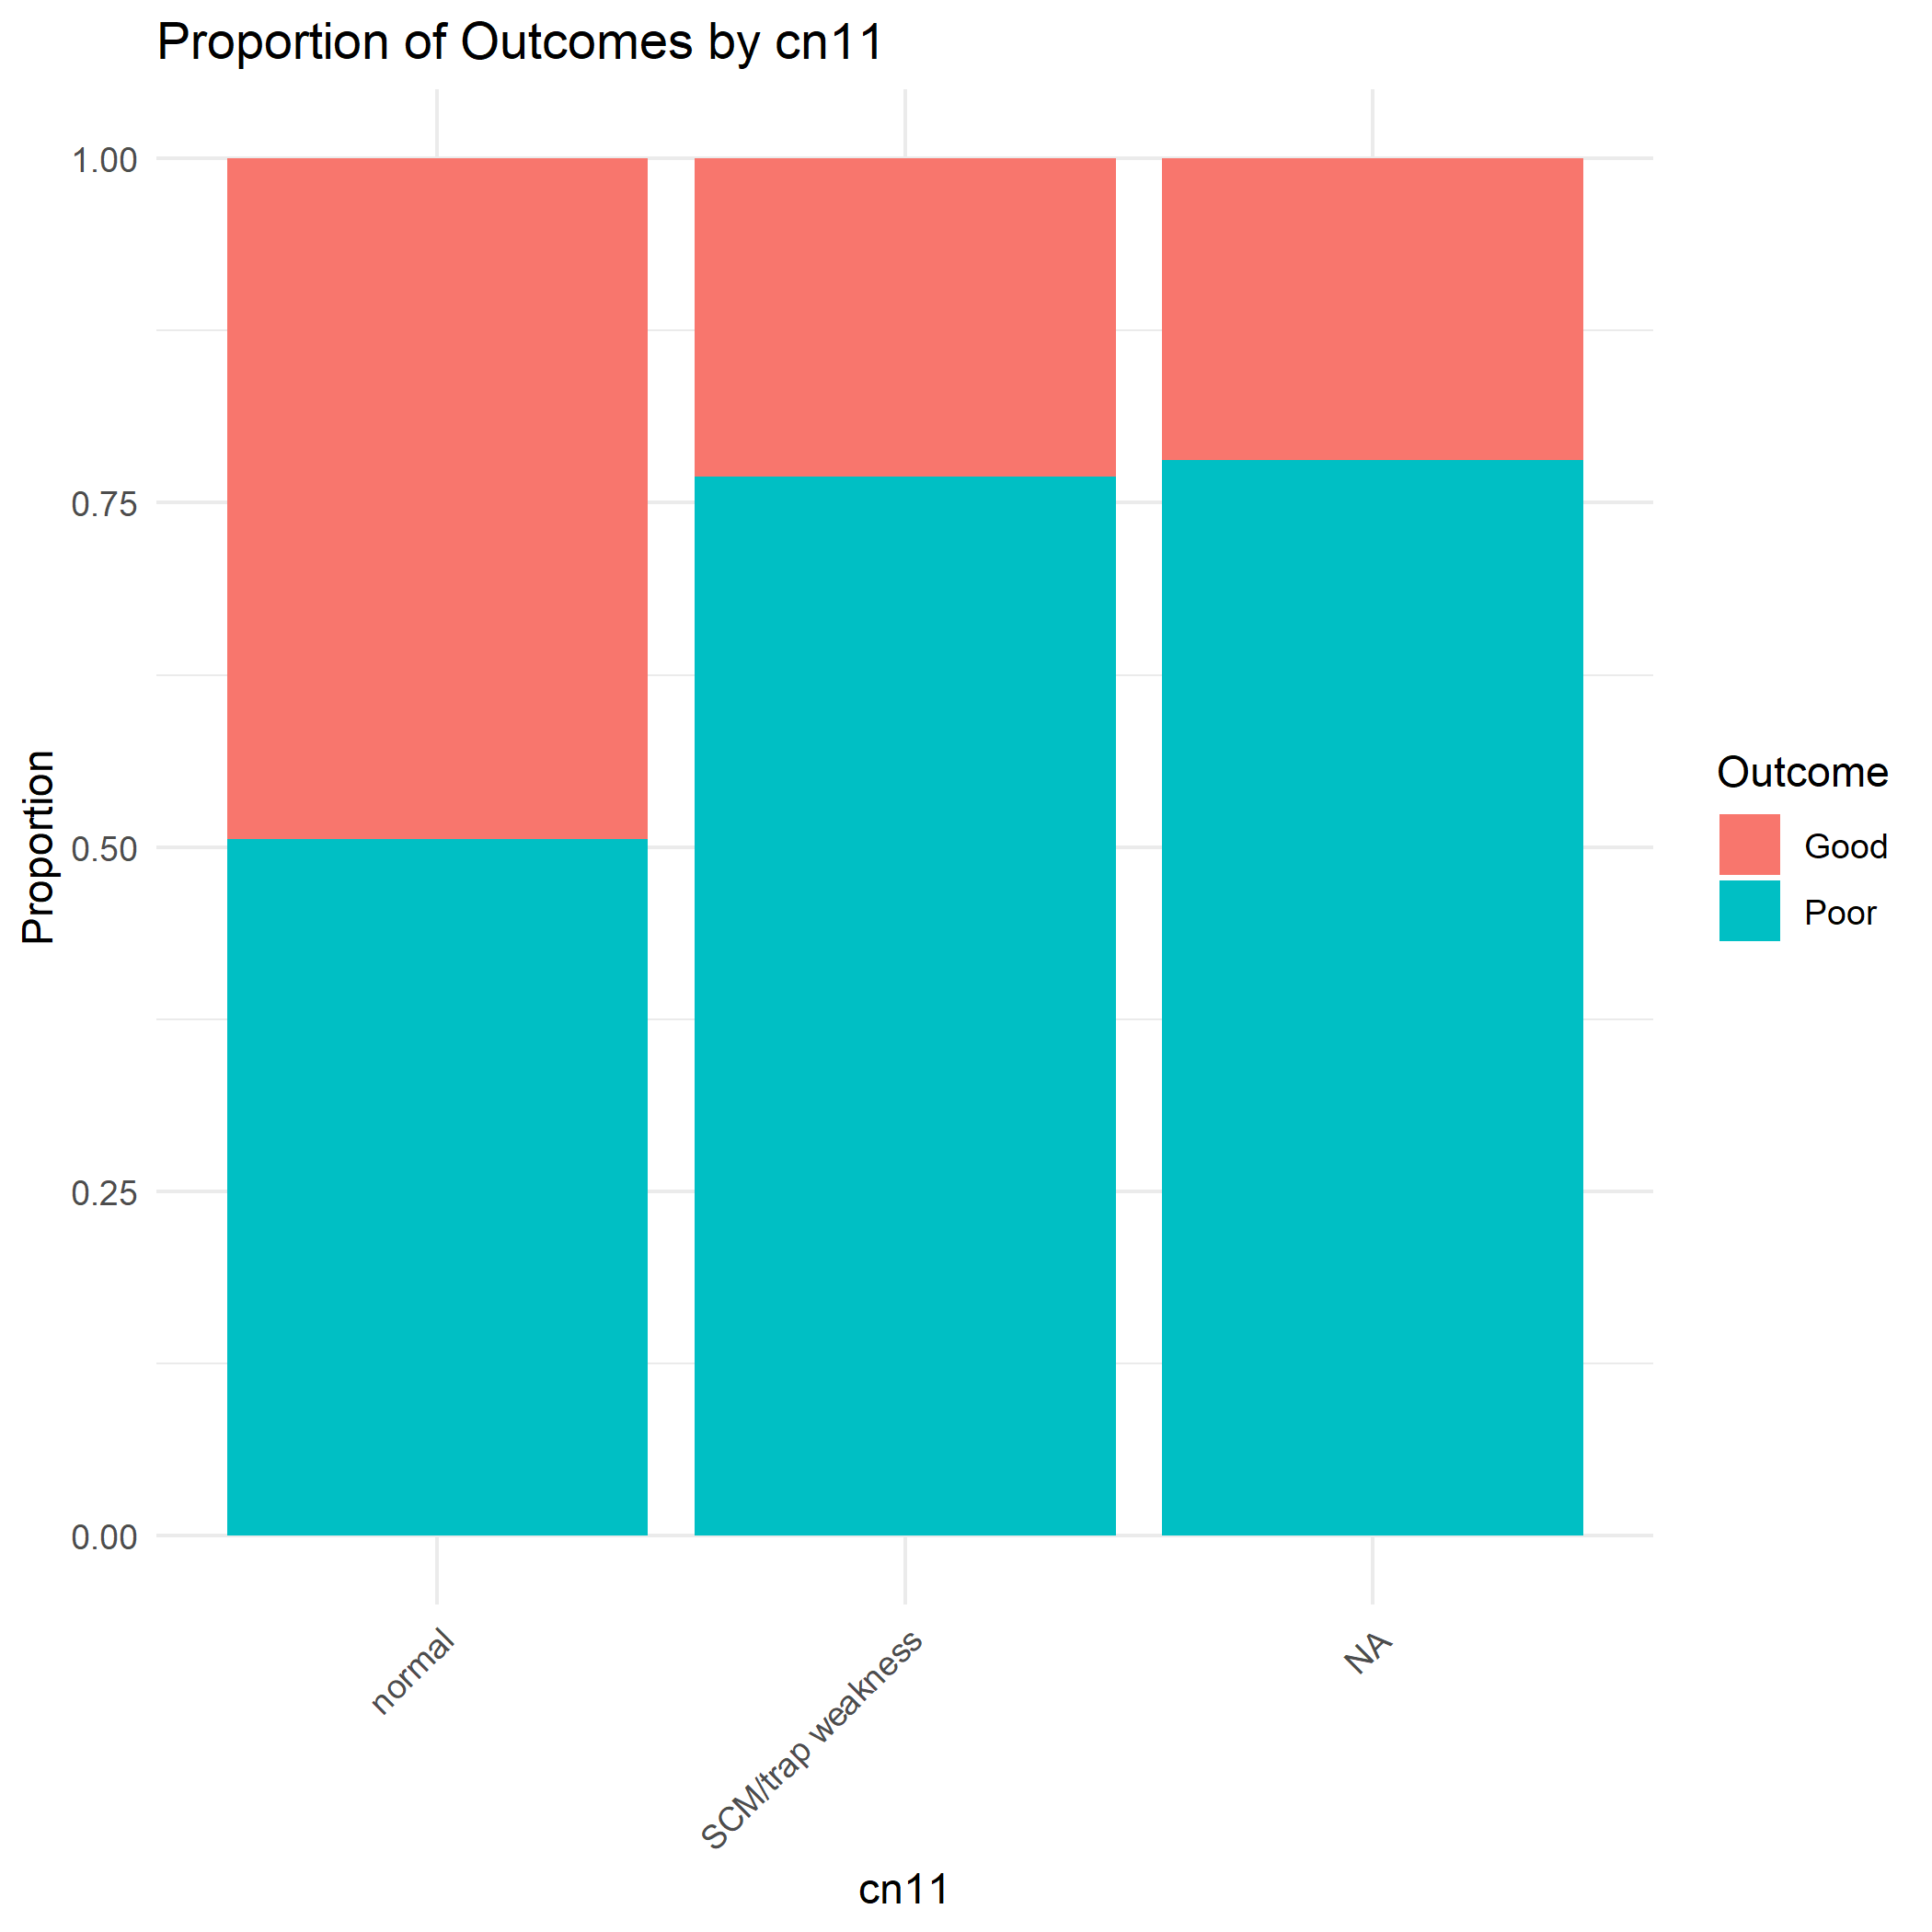 Proportion of Outcomes by cn11
1.00
0.75
0.50
0.25
0.00
Proportion
normal
SCM/trap weakness
NA
cn11
Outcome
Good
Poor